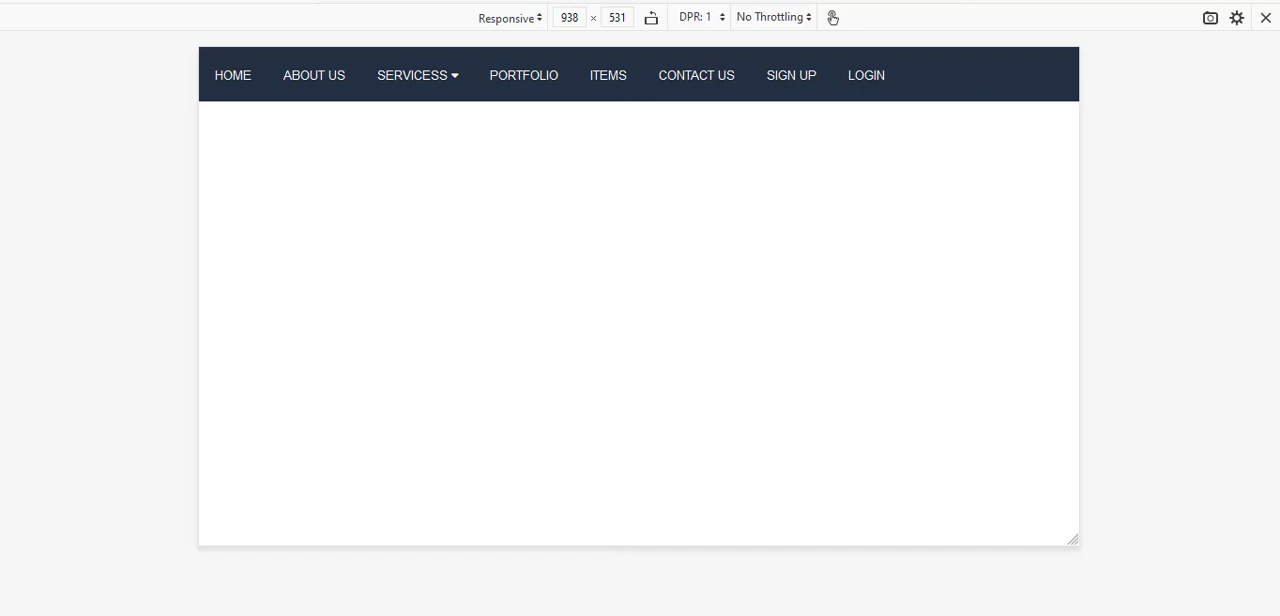 Responsive 938 × 531 DPR: 1 No Throttling
HOME ABOUT US SERVICESS PORTFOLIO ITEMS CONTACT US SIGN UP LOGIN